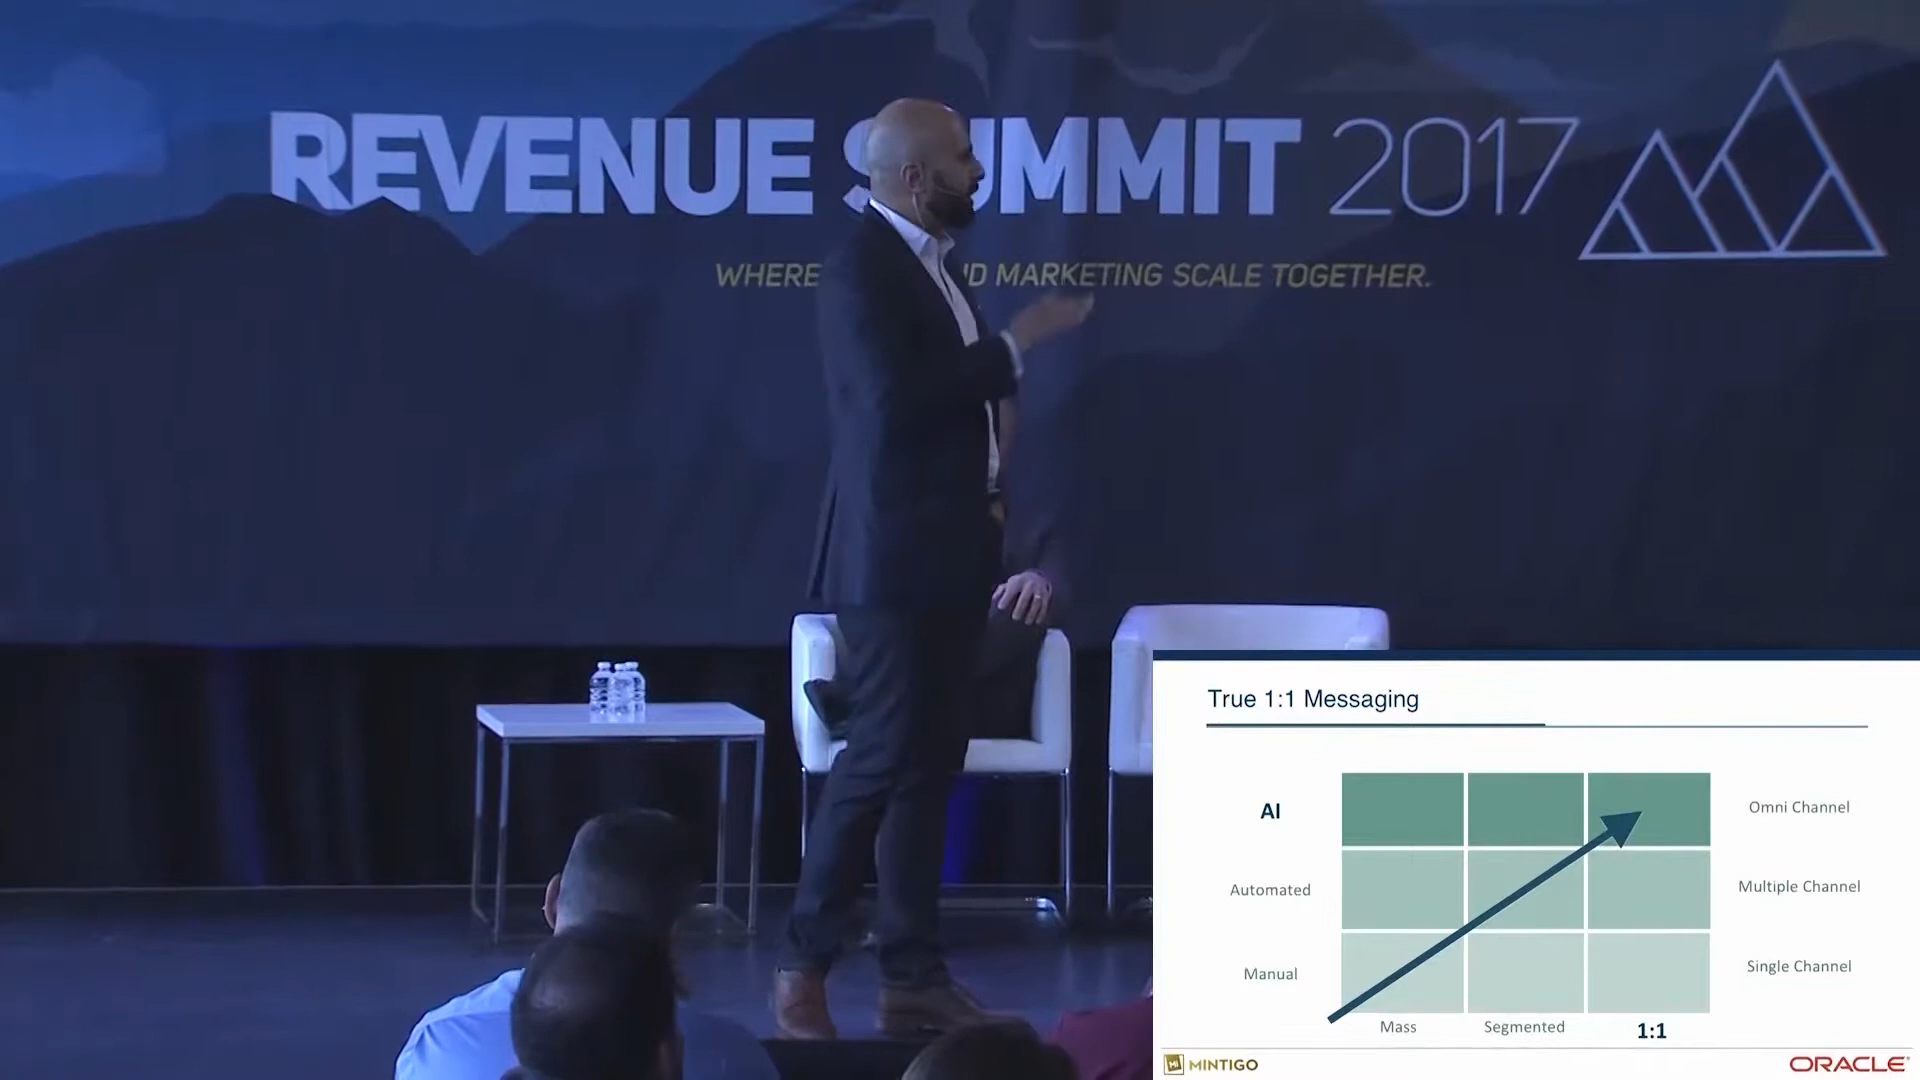 REVENUE SUMMIT 2017
WHERE D MARKETING SCALE TOGETHER.
True 1:1 Messaging
AI
Omni Channel
Automated
Multiple Channel
Manual
Single Channel
Mass
Segmented
1:1
MINTIGO
ORACLE